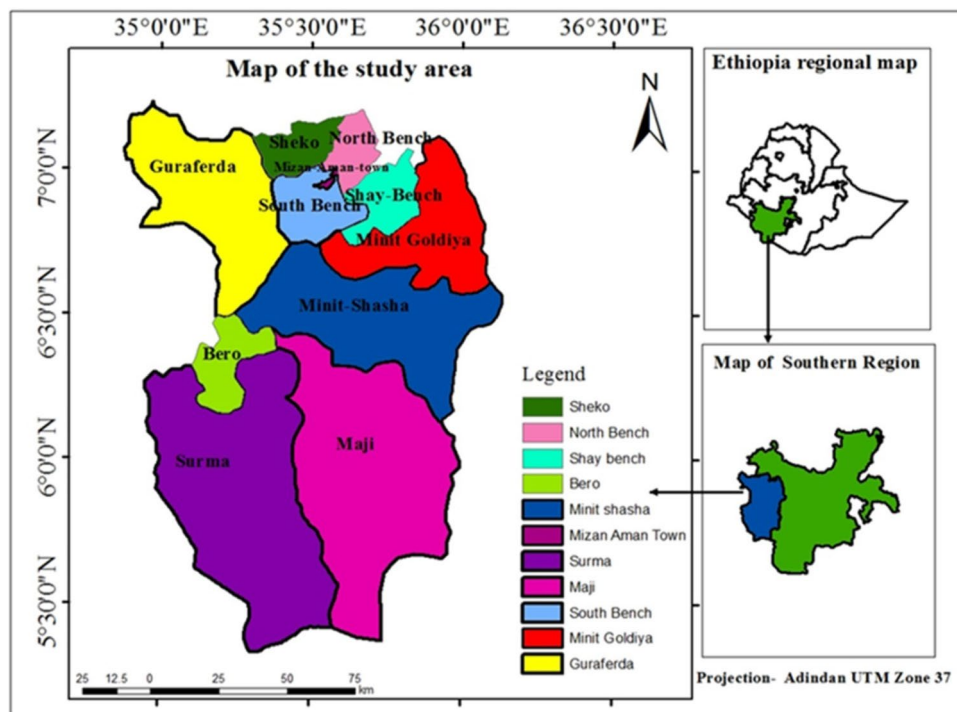 35°0'0"E 35°30'0"E 36°0'0"E 36°30'0"E
Map of the study area
N
7°0'0"N
6°30'0"N
6°0'0"N
5°30'0"N
Guraferda
Sheko
North Bench
Mizan-Aman-town
South Bench
Shay-Bench
Minit Goldiya
Minit-Shasha
Bero
Surma
Maji
Legend
Sheko
North Bench
Shay bench
Bero
Minit shasha
Mizan Aman Town
Surma
Maji
South Bench
Minit Goldiya
Guraferda
25 12.5 0 25 50 75
km
Ethiopia regional map
Map of Southern Region
Projection- Adindan UTM Zone 37